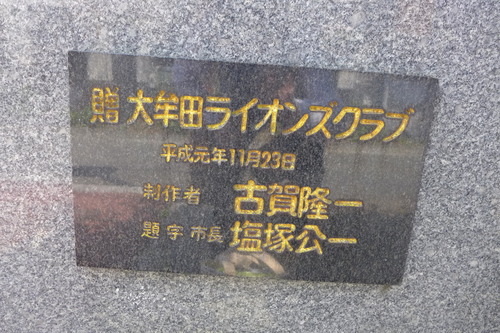 贈 大牟田ライオンズクラブ
平成元年11月23日
制作者 古賀隆一
題字 市長 塩塚公一